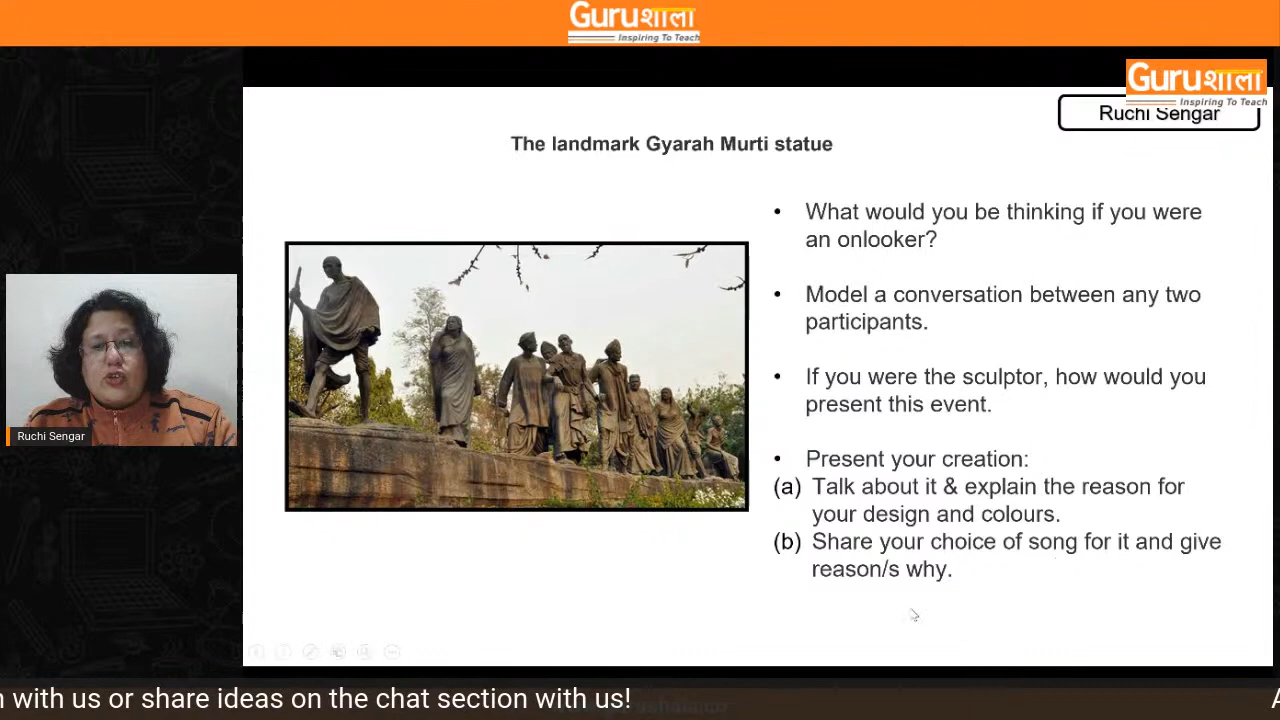 Guruशाला
Inspiring To Teach
Guruशाला
Inspiring To Teach
Ruchi Sengar
The landmark Gyarah Murti statue
• What would you be thinking if you were
an onlooker?
• Model a conversation between any two
participants.
• If you were the sculptor, how would you
present this event.
• Present your creation:
(a) Talk about it & explain the reason for
your design and colours.
(b) Share your choice of song for it and give
reason/s why.
Ruchi Sengar
with us or share ideas on the chat section with us!